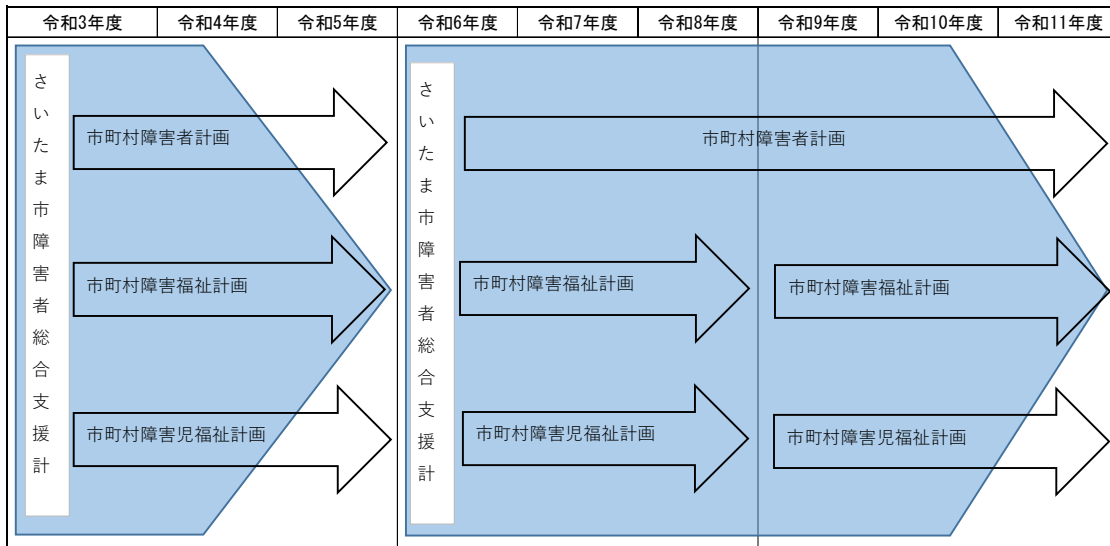 令和3年度 令和4年度 令和5年度 令和6年度 令和7年度 令和8年度 令和9年度 令和10年度 令和11年度
さいたま市障害者総合支援計
市町村障害者計画
市町村障害福祉計画
市町村障害児福祉計画
さいたま市障害者総合支援計
市町村障害者計画
市町村障害福祉計画
市町村障害福祉計画
市町村障害児福祉計画
市町村障害児福祉計画